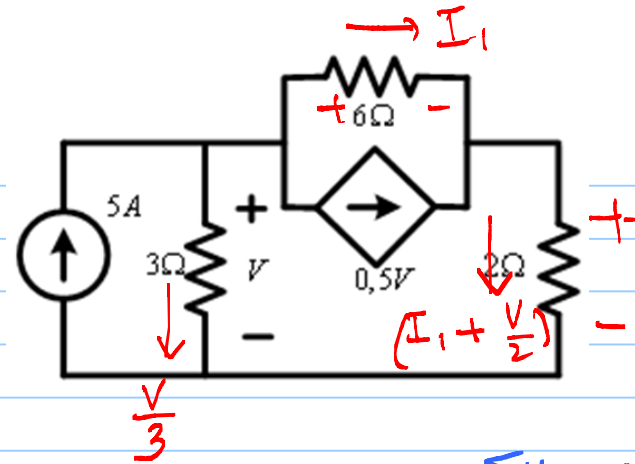 → I₁
+ 6Ω -
5A
+
3Ω
V
0,5V
2Ω
+
-
-
(I₁ + V/2)
V/3